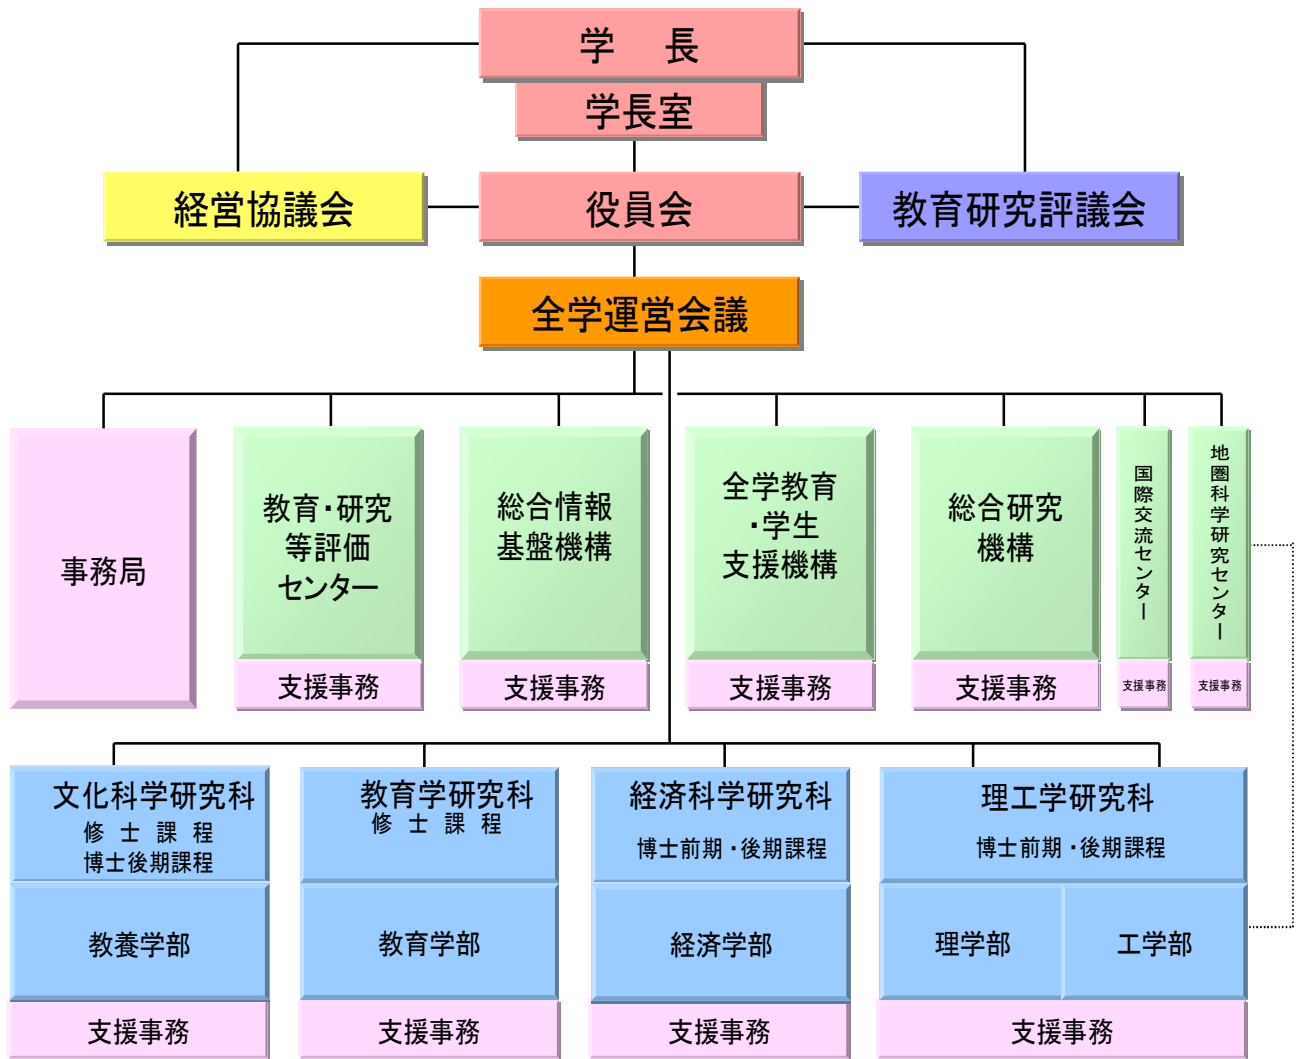 学　長
学長室
経営協議会
役員会
教育研究評議会
全学運営会議
事務局
教育・研究
等評価
センター
支援事務
総合情報
基盤機構
支援事務
全学教育
・学生
支援機構
支援事務
総合研究
機構
支援事務
国際交流センター
支援事務
地圏科学研究センター
支援事務
文化科学研究科
修 士 課 程
博士後期課程
教養学部
支援事務
教育学研究科
修 士 課 程
教育学部
支援事務
経済科学研究科
博士前期・後期課程
経済学部
支援事務
理工学研究科
博士前期・後期課程
理学部
工学部
支援事務